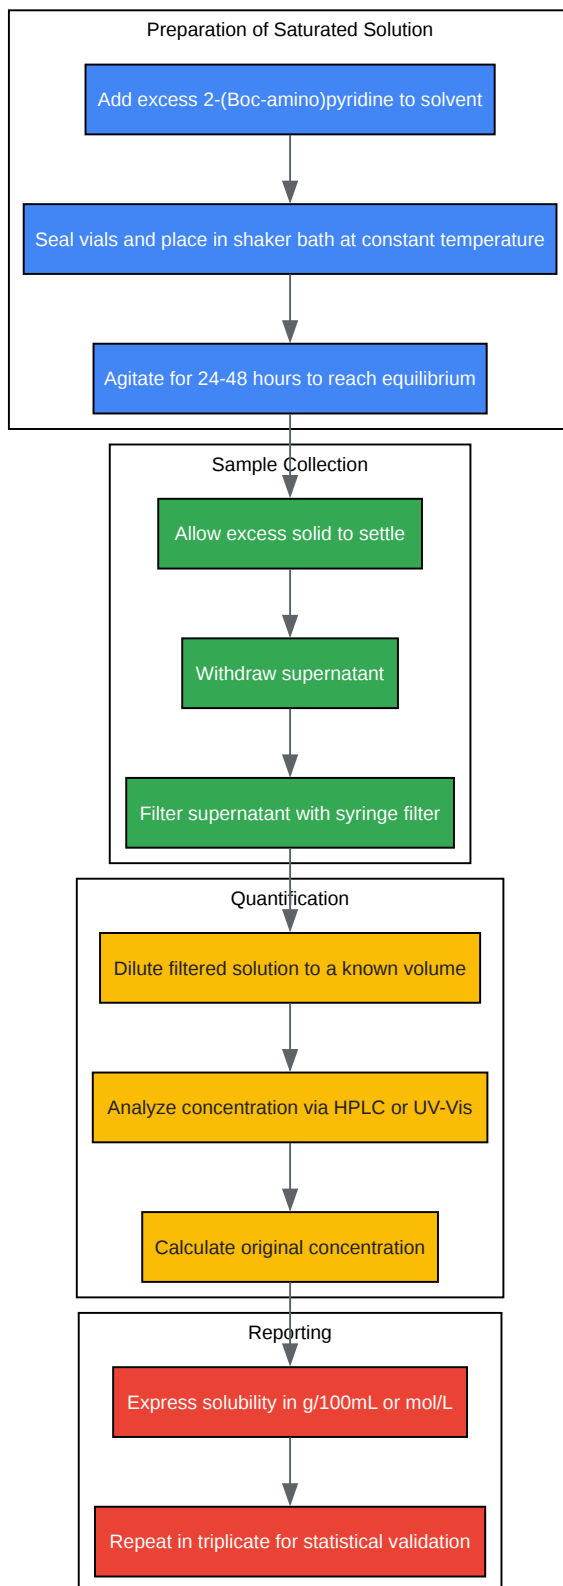 Preparation of Saturated Solution
Add excess 2-(Boc-amino)pyridine to solvent
Seal vials and place in shaker bath at constant temperature
Agitate for 24-48 hours to reach equilibrium
Sample Collection
Allow excess solid to settle
Withdraw supernatant
Filter supernatant with syringe filter
Quantification
Dilute filtered solution to a known volume
Analyze concentration via HPLC or UV-Vis
Calculate original concentration
Reporting
Express solubility in g/100mL or mol/L
Repeat in triplicate for statistical validation